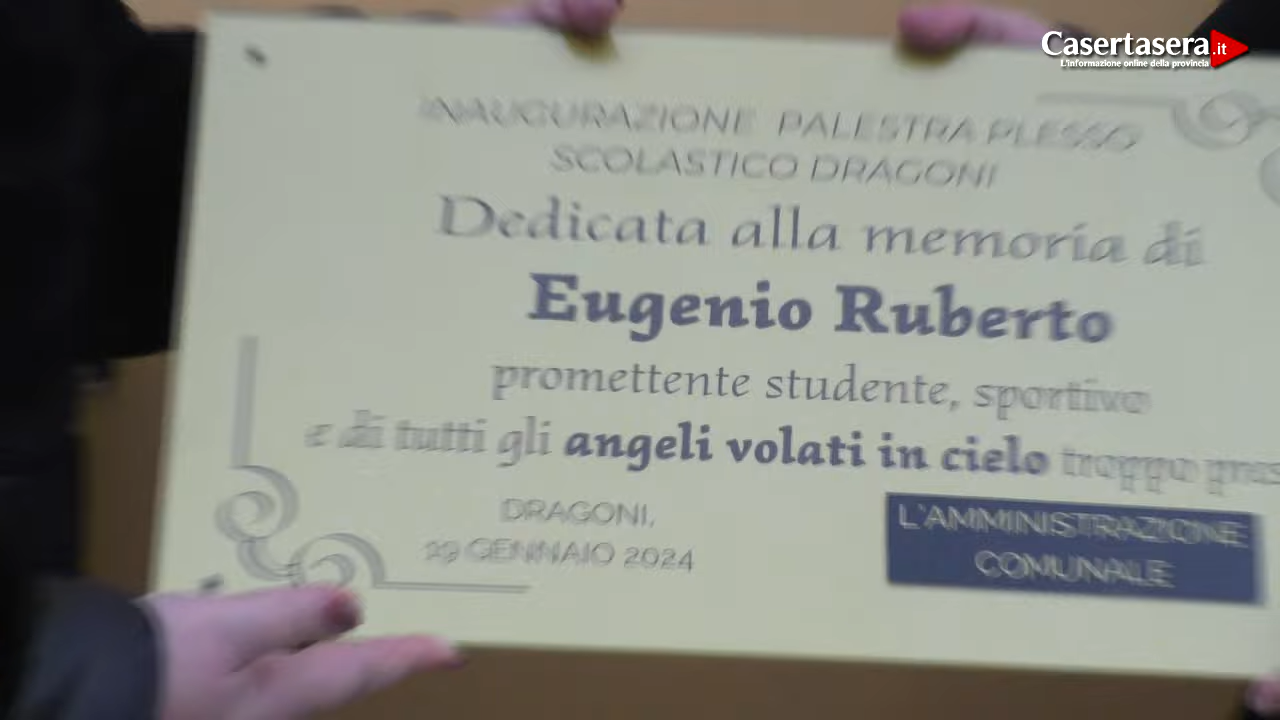 Casertasera.it
L'informazione online della provincia
INAUGURAZIONE PALESTRA PLESSO
SCOLASTICO DRAGONI
Dedicata alla memoria di
Eugenio Ruberto
promettente studente, sportivo
e di tutti gli angeli volati in cielo troppo
DRAGONI,
29 GENNAIO 2024
L'AMMINISTRAZIONE
COMUNALE